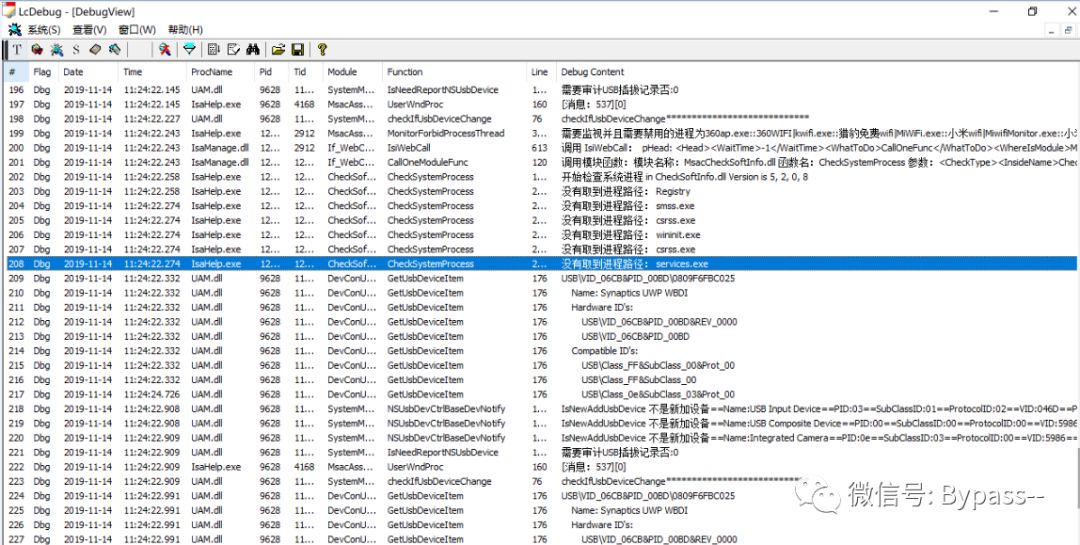 LcDebug - [DebugView]
系统(S) 查看(V) 窗口(W) 帮助(H)
# Flag Date Time ProcName Pid Tid Module Function Line Debug Content
196 Dbg 2019-11-14 11:24:22.145 UAM.dll 9628 11... SystemM... IsNeedReportNSUsbDevice 1... 需要审计USB插拔记录否:0
197 Dbg 2019-11-14 11:24:22.145 IsaHelp.exe 9628 4168 MsacAss... UserWndProc 160 [消息：537][0]
198 Dbg 2019-11-14 11:24:22.227 UAM.dll 9628 11... SystemM... checkIfUsbDeviceChange 76 checkIfUsbDeviceChange****************************
199 Dbg 2019-11-14 11:24:22.243 IsaHelp.exe 12... 2912 MsacAss... MonitorForbidProcessThread 3... 需要监视并且需要禁用的进程为360ap.exe::360WIFI|kwifi.exe::猎豹免费wifi|MiWiFi.exe::小米wifi|MiwifiMonitor.exe::小
200 Dbg 2019-11-14 11:24:22.247 IsaManage.dll 12... 2912 If_WebC... IsiWebCall 613 调用 IsiWebCall： pHead: <Head><WaitTime>-1</WaitTime><WhatToDo>CallOneFunc</WhatToDo><WhereIsModule>M
201 Dbg 2019-11-14 11:24:22.247 IsaManage.dll 12... 12... If_WebC... CallOneModuleFunc 120 调用模块函数：模块名称：MsacCheckSoftInfo.dll 函数名：CheckSystemProcess 参数：<CheckType><InsideName>Chec
202 Dbg 2019-11-14 11:24:22.258 IsaHelp.exe 12... 12... CheckSof... CheckSystemProcess 1... 开始检查系统进程 in CheckSoftInfo.dll Version is 5, 2, 0, 8
203 Dbg 2019-11-14 11:24:22.258 IsaHelp.exe 12... 12... CheckSof... CheckSystemProcess 2... 没有取到进程路径： Registry
204 Dbg 2019-11-14 11:24:22.274 IsaHelp.exe 12... 12... CheckSof... CheckSystemProcess 2... 没有取到进程路径： smss.exe
205 Dbg 2019-11-14 11:24:22.274 IsaHelp.exe 12... 12... CheckSof... CheckSystemProcess 2... 没有取到进程路径： csrss.exe
206 Dbg 2019-11-14 11:24:22.274 IsaHelp.exe 12... 12... CheckSof... CheckSystemProcess 2... 没有取到进程路径： wininit.exe
207 Dbg 2019-11-14 11:24:22.274 IsaHelp.exe 12... 12... CheckSof... CheckSystemProcess 2... 没有取到进程路径： csrss.exe
208 Dbg 2019-11-14 11:24:22.274 IsaHelp.exe 12... 12... CheckSof... CheckSystemProcess 2... 没有取到进程路径： services.exe
209 Dbg 2019-11-14 11:24:22.332 UAM.dll 9628 11... DevConU... GetUsbDeviceItem 176 USB\VID_06CB&PID_00BD\0809F6FBC025
210 Dbg 2019-11-14 11:24:22.332 UAM.dll 9628 11... DevConU... GetUsbDeviceItem 176 Name: Synaptics UWP WBDI
211 Dbg 2019-11-14 11:24:22.332 UAM.dll 9628 11... DevConU... GetUsbDeviceItem 176 Hardware ID's:
212 Dbg 2019-11-14 11:24:22.332 UAM.dll 9628 11... DevConU... GetUsbDeviceItem 176 USB\VID_06CB&PID_00BD&REV_0000
213 Dbg 2019-11-14 11:24:22.332 UAM.dll 9628 11... DevConU... GetUsbDeviceItem 176 USB\VID_06CB&PID_00BD
214 Dbg 2019-11-14 11:24:22.332 UAM.dll 9628 11... DevConU... GetUsbDeviceItem 176 Compatible ID's:
215 Dbg 2019-11-14 11:24:22.332 UAM.dll 9628 11... DevConU... GetUsbDeviceItem 176 USB\Class_FF&SubClass_00&Prot_00
216 Dbg 2019-11-14 11:24:22.332 UAM.dll 9628 11... DevConU... GetUsbDeviceItem 176 USB\Class_FF&SubClass_00
217 Dbg 2019-11-14 11:24:24.726 UAM.dll 9628 11... DevConU... GetUsbDeviceItem 176 USB\Class_0e&SubClass_03&Prot_00
218 Dbg 2019-11-14 11:24:22.908 UAM.dll 9628 11... SystemM... NSUsbDevCtrlBaseDevNotify 1... IsNewAddUsbDevice 不是新加设备==Name:USB Input Device==PID:03==SubClassID:01==ProtocolID:02==VID:046D==P
219 Dbg 2019-11-14 11:24:22.908 UAM.dll 9628 11... SystemM... NSUsbDevCtrlBaseDevNotify 1... IsNewAddUsbDevice 不是新加设备==Name:USB Composite Device==PID:00==SubClassID:00==ProtocolID:00==VID:5986
220 Dbg 2019-11-14 11:24:22.909 UAM.dll 9628 11... SystemM... NSUsbDevCtrlBaseDevNotify 1... IsNewAddUsbDevice 不是新加设备==Name:Integrated Camera==PID:0e==SubClassID:03==ProtocolID:00==VID:5986==
221 Dbg 2019-11-14 11:24:22.909 UAM.dll 9628 11... SystemM... IsNeedReportNSUsbDevice 1... 需要审计USB插拔记录否:0
222 Dbg 2019-11-14 11:24:22.909 IsaHelp.exe 9628 4168 MsacAss... UserWndProc 160 [消息：537][0]
223 Dbg 2019-11-14 11:24:22.909 UAM.dll 9628 11... SystemM... checkIfUsbDeviceChange 76 checkIfUsbDeviceChange****************************
224 Dbg 2019-11-14 11:24:22.991 UAM.dll 9628 11... DevConU... GetUsbDeviceItem 176 USB\VID_06CB&PID_00BD\0809F6FBC025
225 Dbg 2019-11-14 11:24:22.991 UAM.dll 9628 11... DevConU... GetUsbDeviceItem 176 Name: Synaptics UWP WBDI
226 Dbg 2019-11-14 11:24:22.991 UAM.dll 9628 11... DevConU... GetUsbDeviceItem 176 Hardware ID's:
227 Dbg 2019-11-14 11:24:22.991 UAM.dll 9628 11... DevConU... GetUsbDeviceItem 176 USB\VID_06CB&PID_00BD&REV_0000
微信号: Bypass--